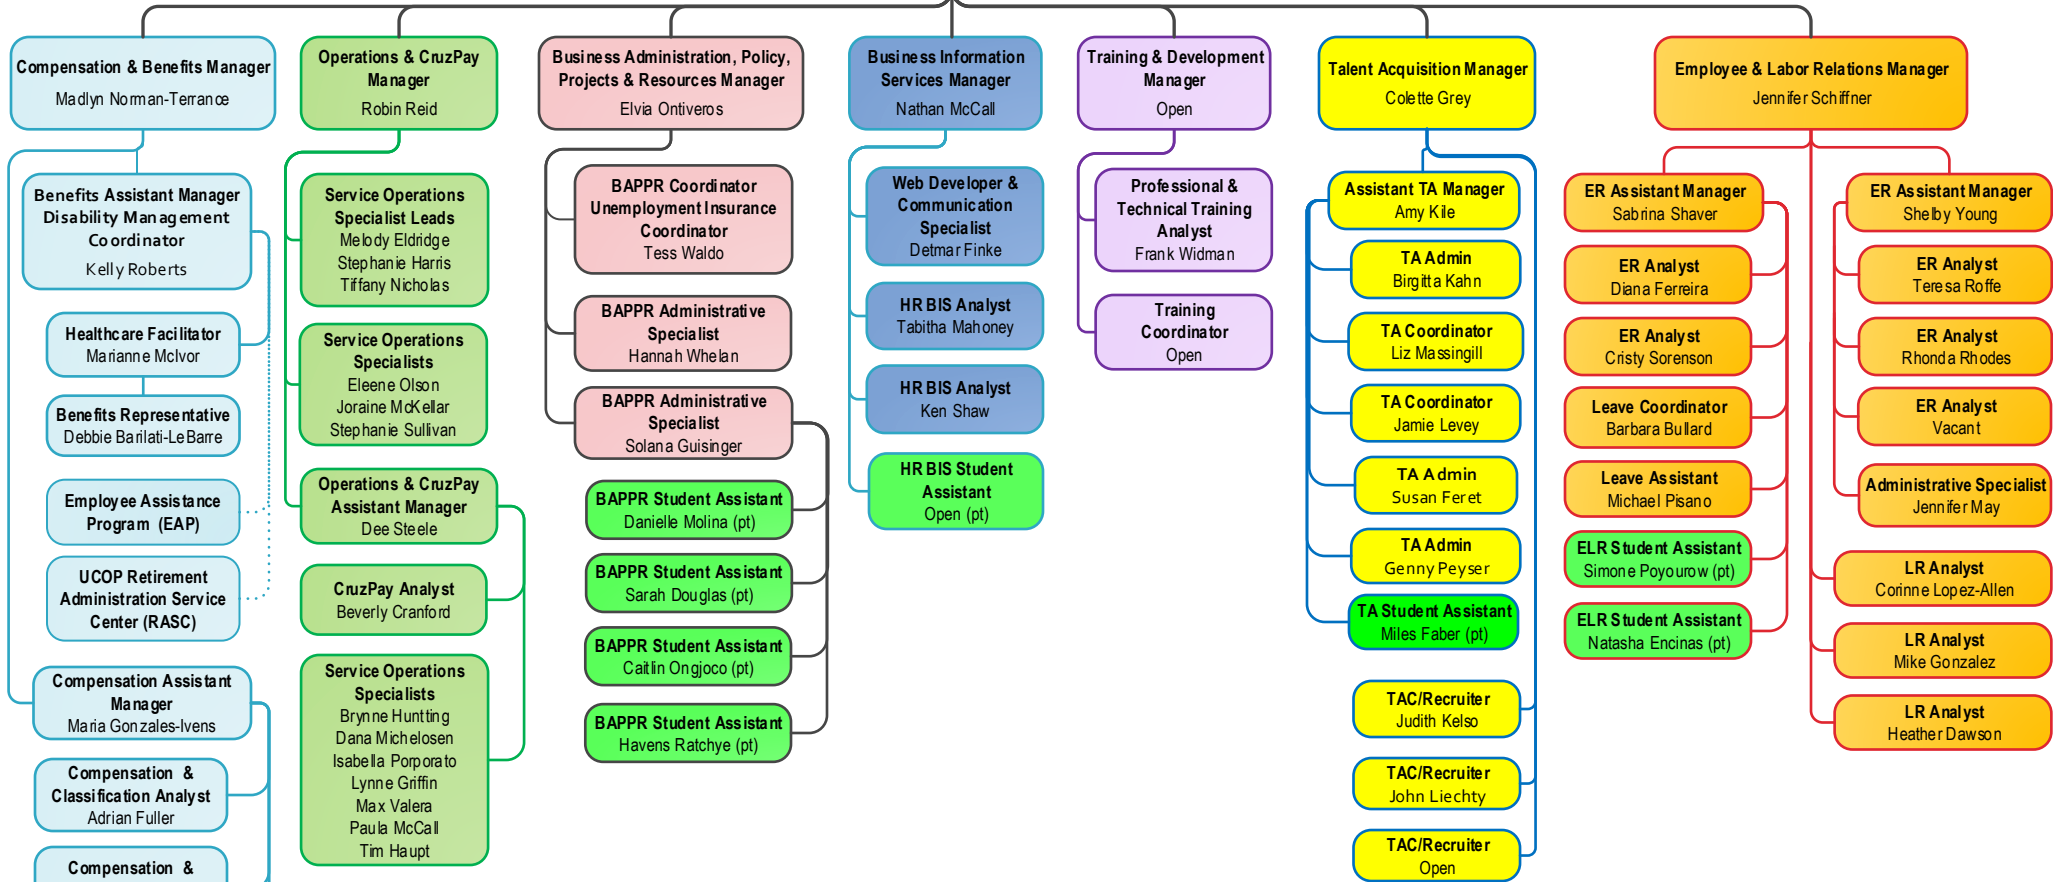 Compensation & Benefits Manager
Madlyn Norman-Terrance
Benefits Assistant Manager
Disability Management
Coordinator
Kelly Roberts
Healthcare Facilitator
Marianne McIvor
Benefits Representative
Debbie Barilati-LeBarre
Employee Assistance
Program (EAP)
UCOP Retirement
Administration Service
Center (RASC)
Compensation Assistant
Manager
Maria Gonzales-Ivens
Compensation &
Classification Analyst
Adrian Fuller
Compensation &
Operations & CruzPay
Manager
Robin Reid
Service Operations
Specialist Leads
Melody Eldridge
Stephanie Harris
Tiffany Nicholas
Service Operations
Specialists
Eleene Olson
Joraine McKellar
Stephanie Sullivan
Operations & CruzPay
Assistant Manager
Dee Steele
CruzPay Analyst
Beverly Cranford
Service Operations
Specialists
Brynne Huntting
Dana Michelosen
Isabella Porporato
Lynne Griffin
Max Valera
Paula McCall
Tim Haupt
Business Administration, Policy,
Projects & Resources Manager
Elvia Ontiveros
BAPPR Coordinator
Unemployment Insurance
Coordinator
Tess Waldo
BAPPR Administrative
Specialist
Hannah Whelan
BAPPR Administrative
Specialist
Solana Guisinger
BAPPR Student Assistant
Danielle Molina (pt)
BAPPR Student Assistant
Sarah Douglas (pt)
BAPPR Student Assistant
Caitlin Ongjoco (pt)
BAPPR Student Assistant
Havens Ratchye (pt)
Business Information
Services Manager
Nathan McCall
Web Developer &
Communication
Specialist
Detmar Finke
HR BIS Analyst
Tabitha Mahoney
HR BIS Analyst
Ken Shaw
HR BIS Student
Assistant
Open (pt)
Training & Development
Manager
Open
Professional &
Technical Training
Analyst
Frank Widman
Training
Coordinator
Open
Talent Acquisition Manager
Colette Grey
Assistant TA Manager
Amy Kile
TA Admin
Birgitta Kahn
TA Coordinator
Liz Massingill
TA Coordinator
Jamie Levey
TA Admin
Susan Feret
TA Admin
Genny Peyser
TA Student Assistant
Miles Faber (pt)
TAC/Recruiter
Judith Kelso
TAC/Recruiter
John Liechty
TAC/Recruiter
Open
Employee & Labor Relations Manager
Jennifer Schiffner
ER Assistant Manager
Sabrina Shaver
ER Analyst
Diana Ferreira
ER Analyst
Cristy Sorenson
Leave Coordinator
Barbara Bullard
Leave Assistant
Michael Pisano
ELR Student Assistant
Simone Poyourow (pt)
ELR Student Assistant
Natasha Encinas (pt)
ER Assistant Manager
Shelby Young
ER Analyst
Teresa Roffe
ER Analyst
Rhonda Rhodes
ER Analyst
Vacant
Administrative Specialist
Jennifer May
LR Analyst
Corinne Lopez-Allen
LR Analyst
Mike Gonzalez
LR Analyst
Heather Dawson